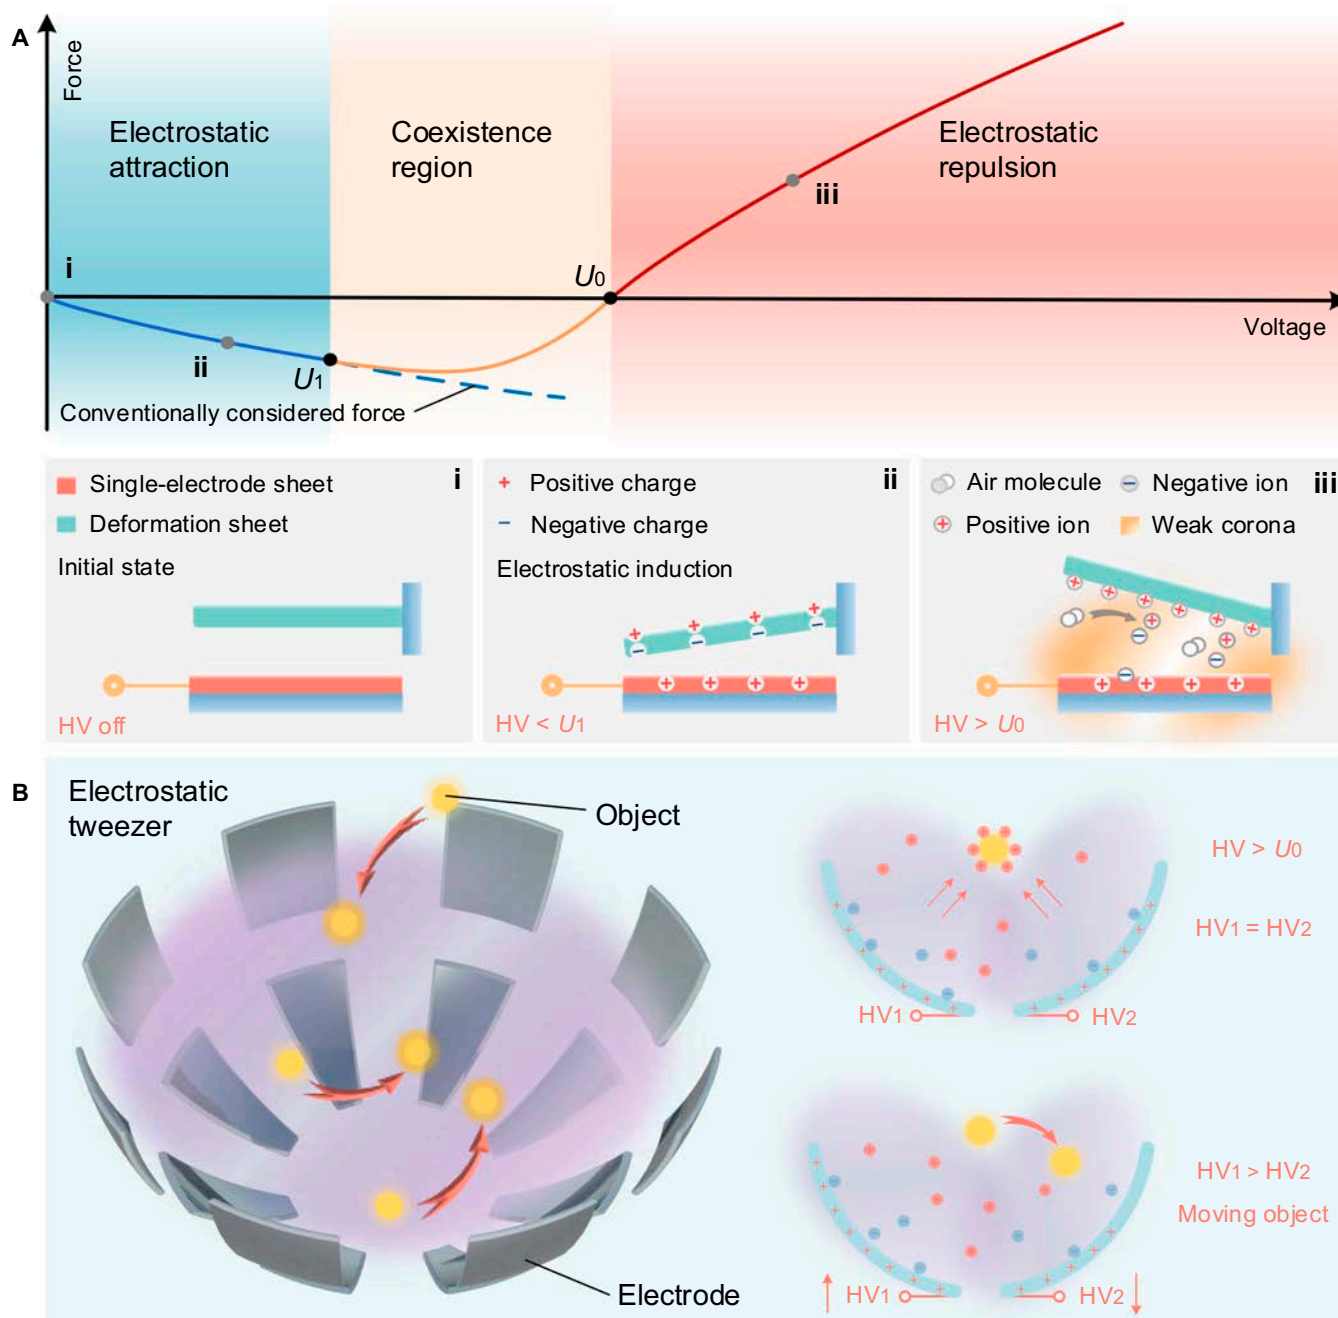 A
Force
Electrostatic
attraction
Coexistence
region
Electrostatic
repulsion
i
ii
iii
U1
U0
Voltage
Conventionally considered force
i
Single-electrode sheet
Deformation sheet
Initial state
HV off
ii
+ Positive charge
− Negative charge
Electrostatic induction
HV < U1
iii
Air molecule
Negative ion
Positive ion
Weak corona
HV > U0
B
Electrostatic
tweezer
Object
Electrode
HV > U0
HV1 = HV2
HV1
HV2
HV1 > HV2
Moving object
HV1
HV2